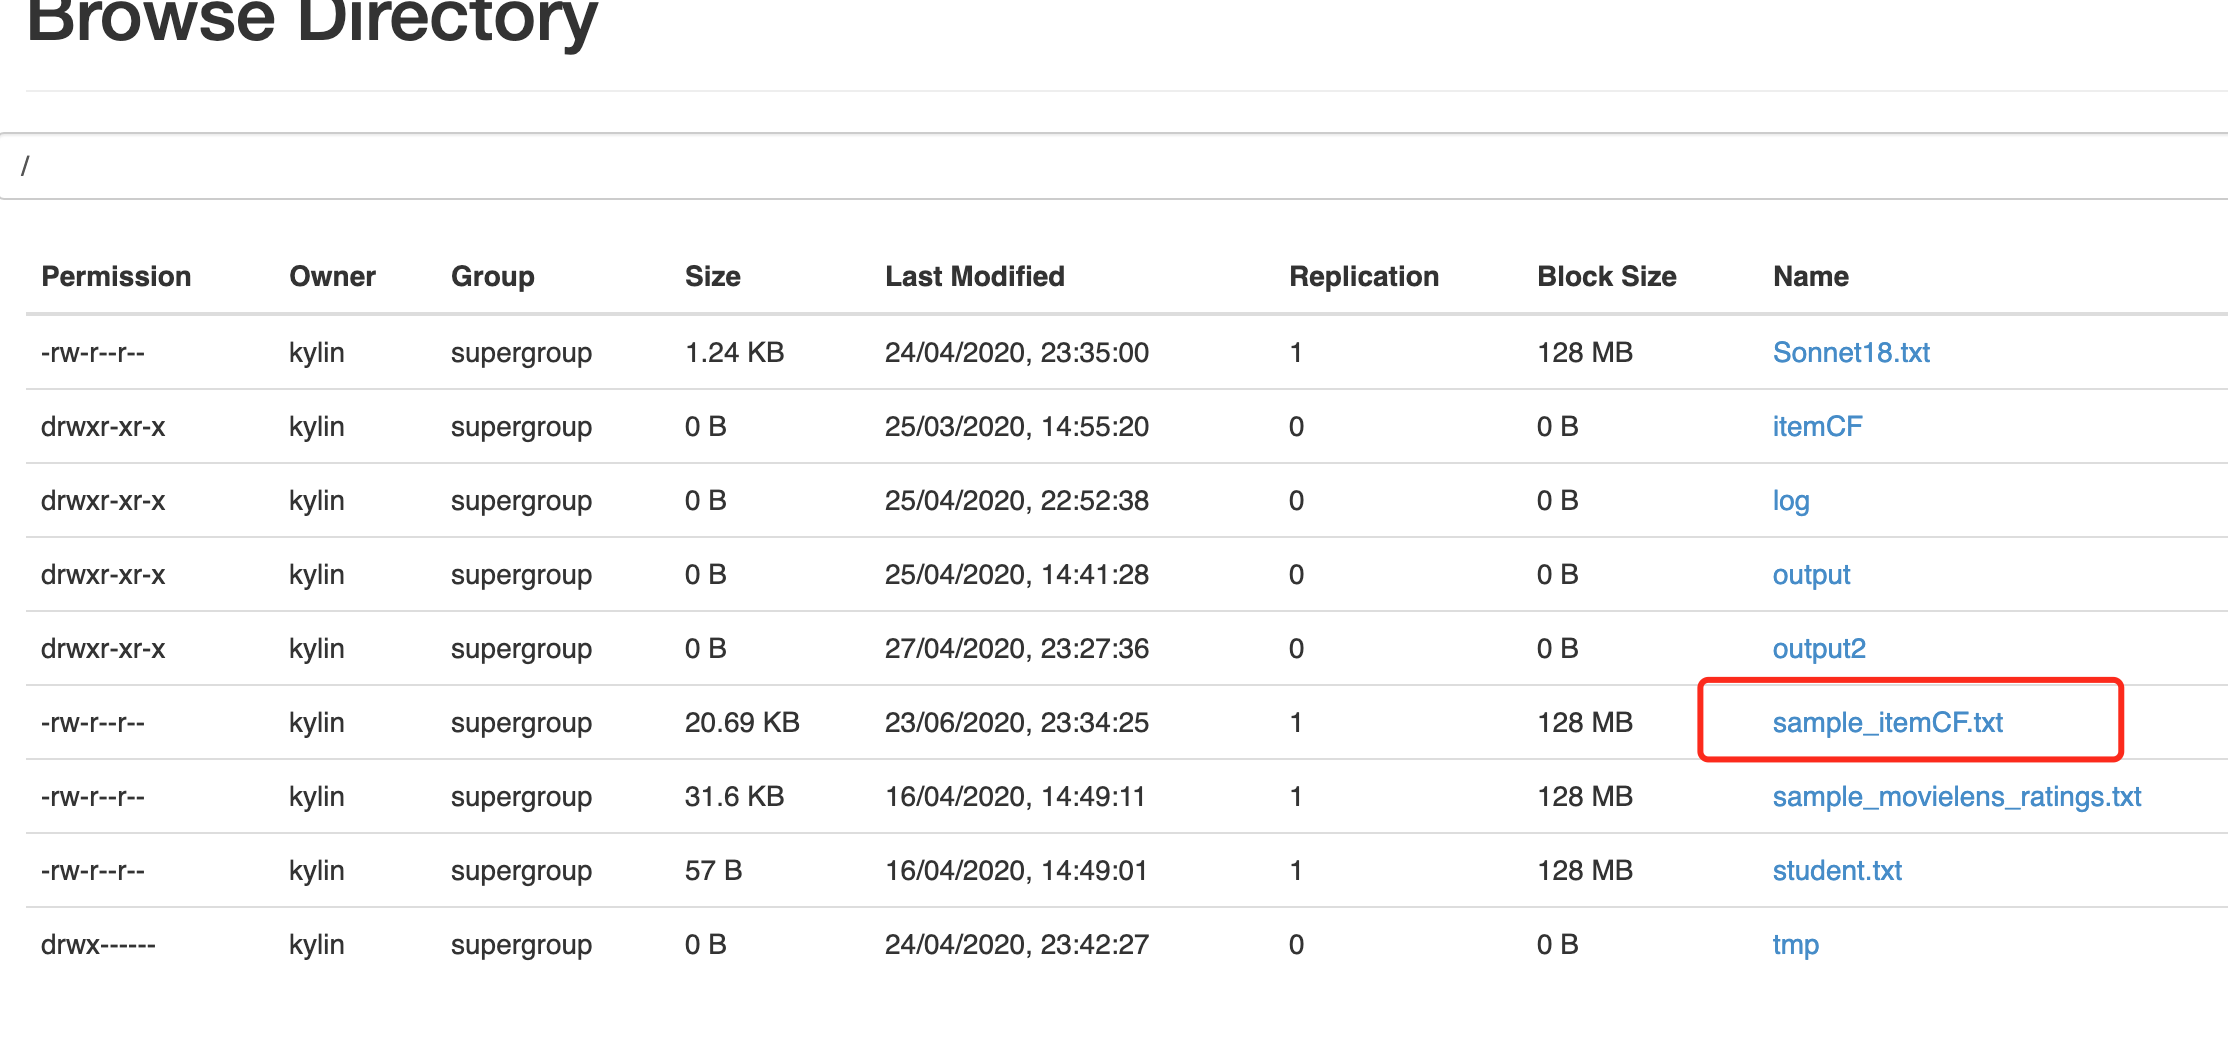 Browse Directory
/
Permission Owner Group Size Last Modified Replication Block Size Name
-rw-r--r-- kylin supergroup 1.24 KB 24/04/2020, 23:35:00 1 128 MB Sonnet18.txt
drwxr-xr-x kylin supergroup 0 B 25/03/2020, 14:55:20 0 0 B itemCF
drwxr-xr-x kylin supergroup 0 B 25/04/2020, 22:52:38 0 0 B log
drwxr-xr-x kylin supergroup 0 B 25/04/2020, 14:41:28 0 0 B output
drwxr-xr-x kylin supergroup 0 B 27/04/2020, 23:27:36 0 0 B output2
-rw-r--r-- kylin supergroup 20.69 KB 23/06/2020, 23:34:25 1 128 MB sample_itemCF.txt
-rw-r--r-- kylin supergroup 31.6 KB 16/04/2020, 14:49:11 1 128 MB sample_movielens_ratings.txt
-rw-r--r-- kylin supergroup 57 B 16/04/2020, 14:49:01 1 128 MB student.txt
drwx------ kylin supergroup 0 B 24/04/2020, 23:42:27 0 0 B tmp